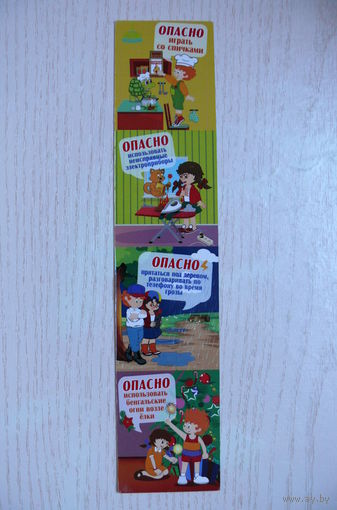 ОПАСНО
играть
со спичками
ОПАСНО
использовать
неисправные
электроприборы
ОПАСНО
прятаться под деревом,
разговаривать по
телефону во время
грозы
ОПАСНО
использовать
бенгальские
огни возле
ёлки
www.ay.by